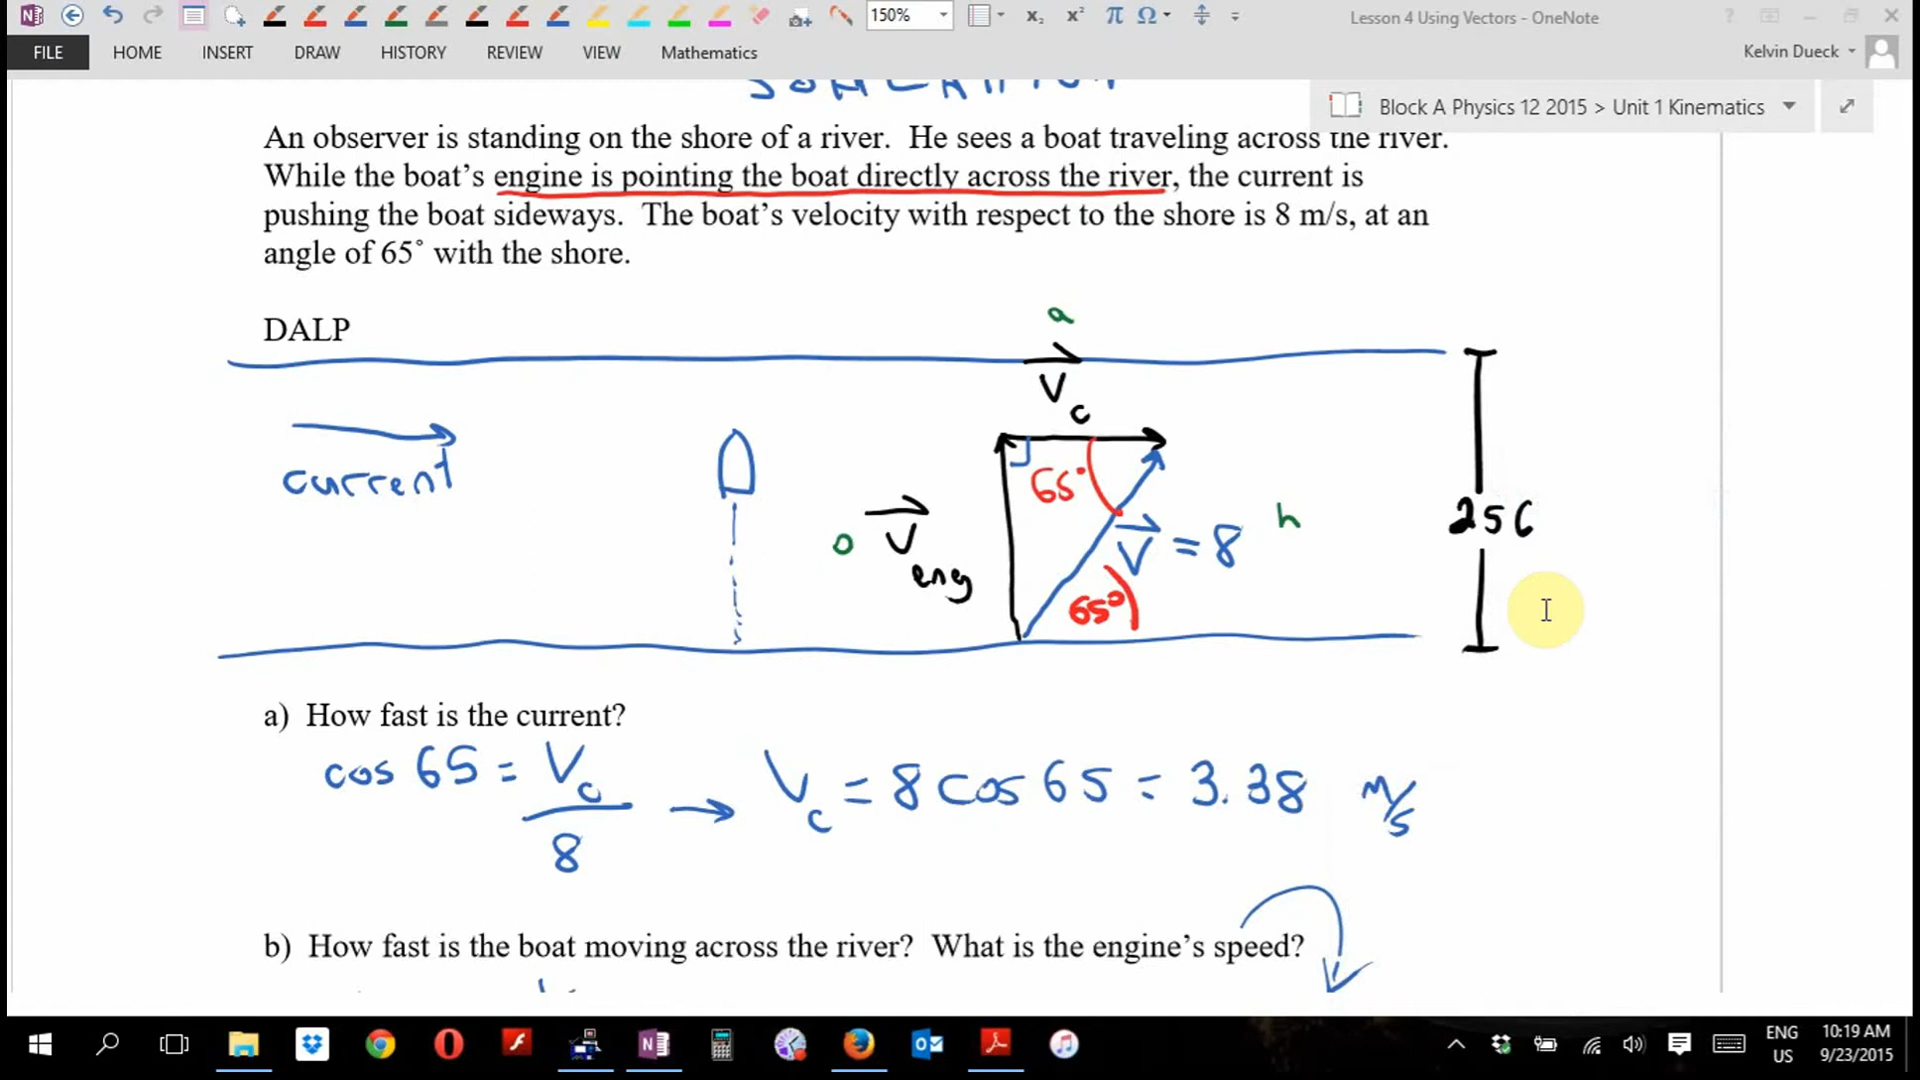 150%
x₂ x² π Ω
Lesson 4 Using Vectors - OneNote
?
FILE HOME INSERT DRAW HISTORY REVIEW VIEW Mathematics
Kelvin Dueck
Block A Physics 12 2015 > Unit 1 Kinematics
An observer is standing on the shore of a river. He sees a boat traveling across the river.
While the boat's engine is pointing the boat directly across the river, the current is
pushing the boat sideways. The boat's velocity with respect to the shore is 8 m/s, at an
angle of 65° with the shore.
DALP
a
V c
current
65°
o V eng
V = 8
h
256
65°
a) How fast is the current?
cos 65 = Vc / 8 → Vc = 8 cos 65 = 3.38 m/s
b) How fast is the boat moving across the river? What is the engine's speed?
ENG
US
10:19 AM
9/23/2015